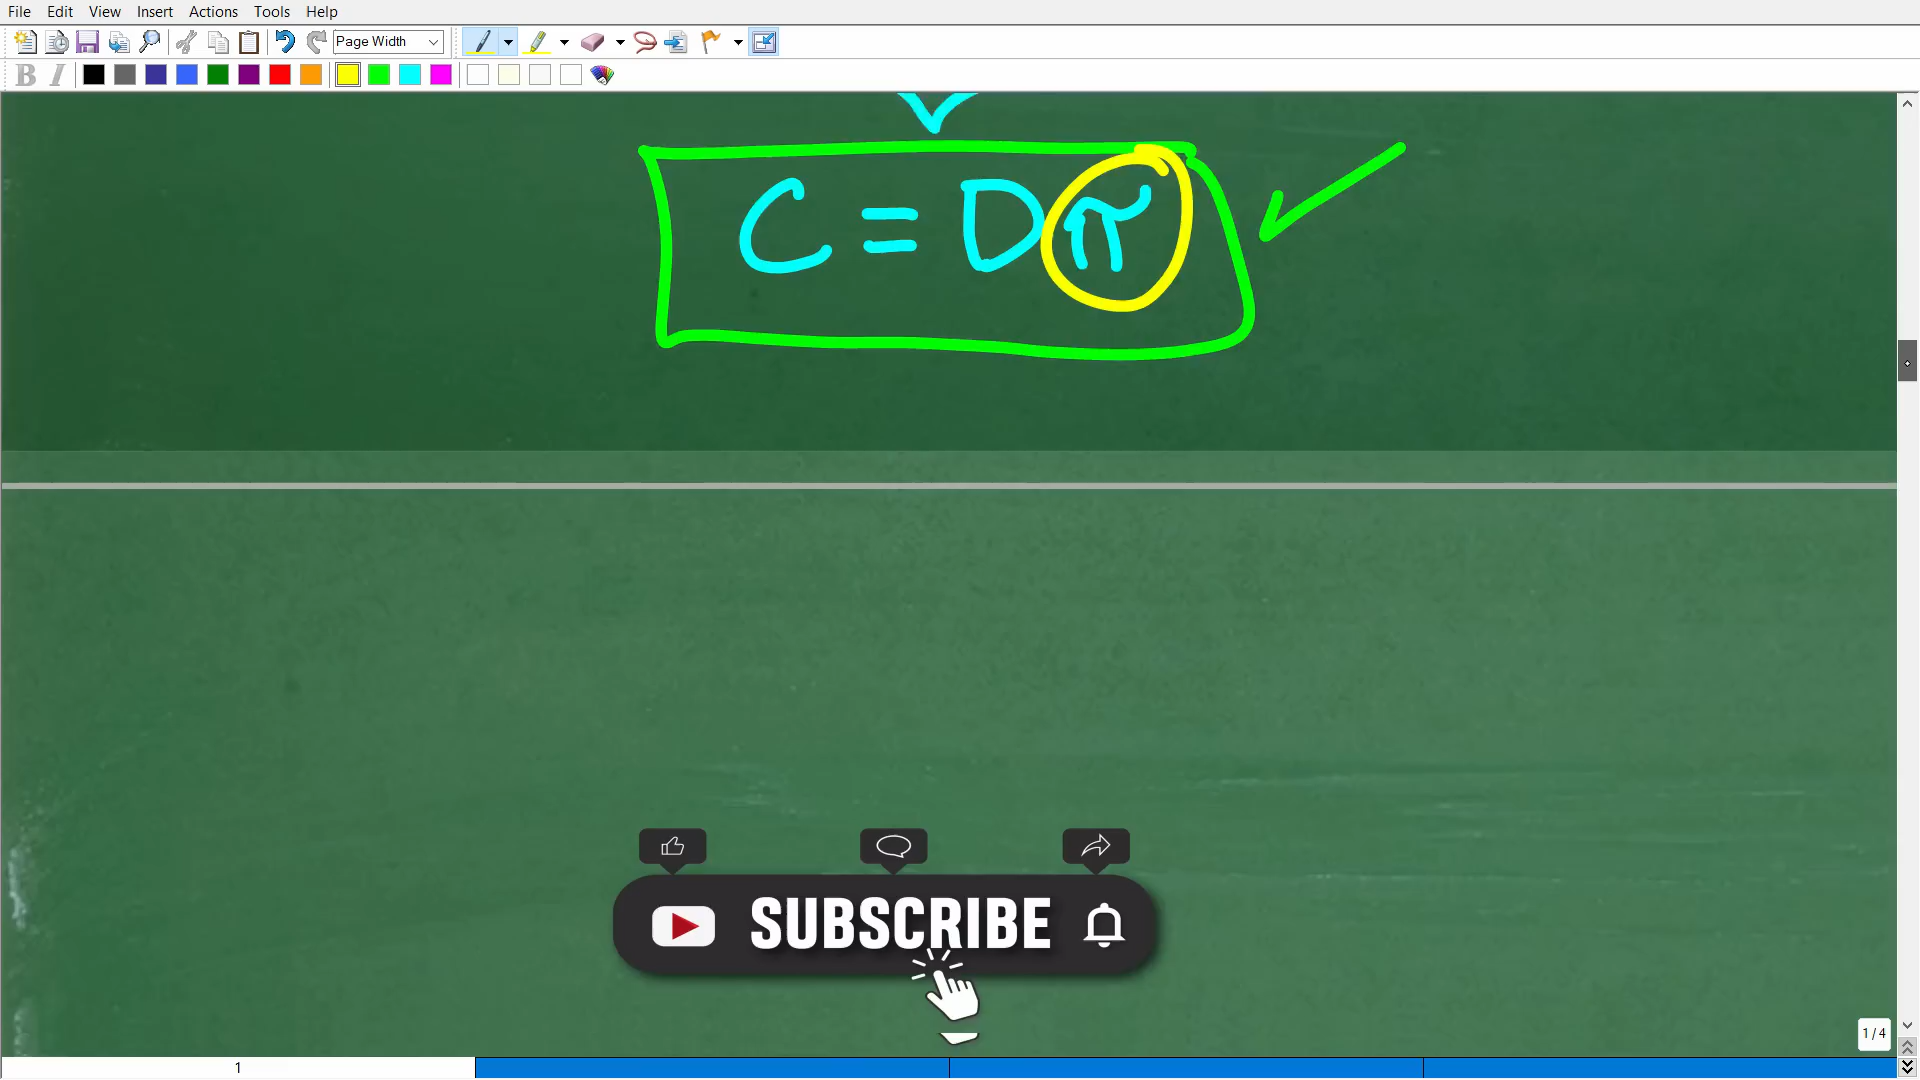 File Edit View Insert Actions Tools Help
Page Width
B I
C = Dπ
SUBSCRIBE
1 / 4
1